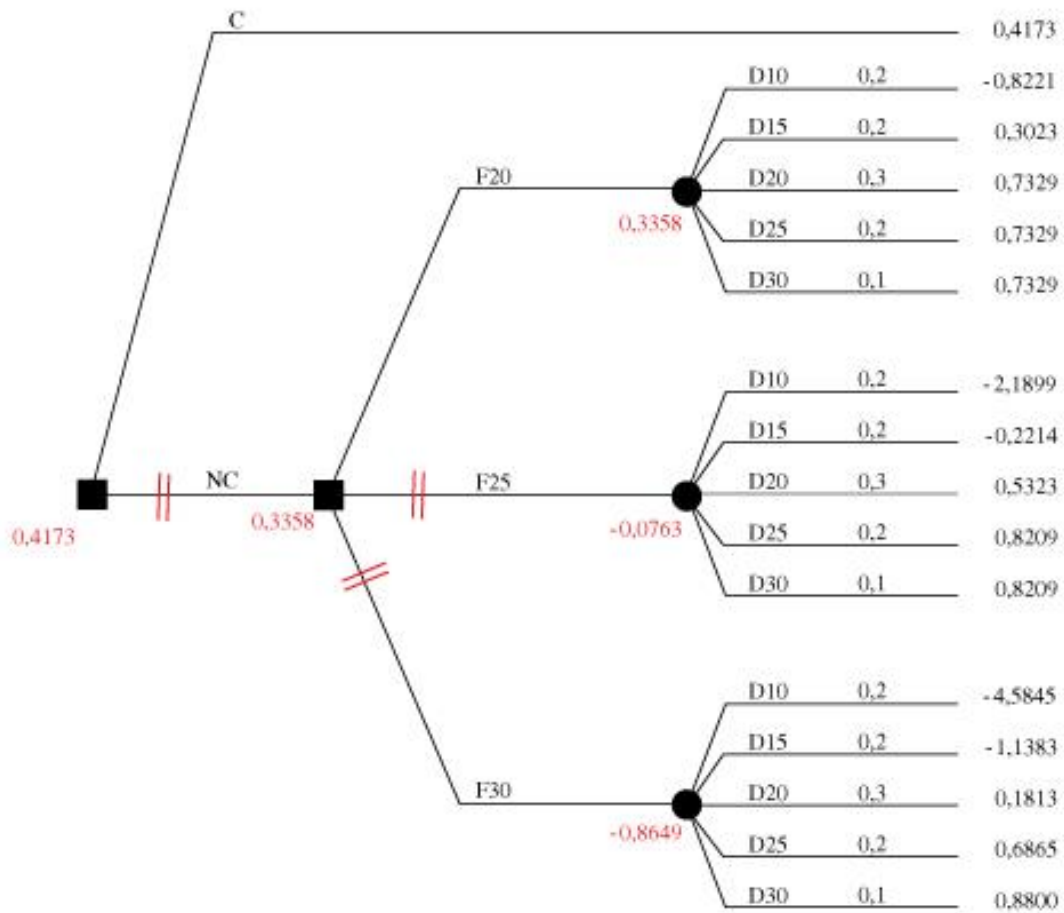 C 0,4173
D10 0,2 -0,8221
D15 0,2 0,3023
F20 D20 0,3 0,7329
0,3358 D25 0,2 0,7329
D30 0,1 0,7329
D10 0,2 -2,1899
D15 0,2 -0,2214
NC F25 D20 0,3 0,5323
0,4173 0,3358 -0,0763 D25 0,2 0,8209
D30 0,1 0,8209
D10 0,2 -4,5845
D15 0,2 -1,1383
F30 D20 0,3 0,1813
-0,8649 D25 0,2 0,6865
D30 0,1 0,8800